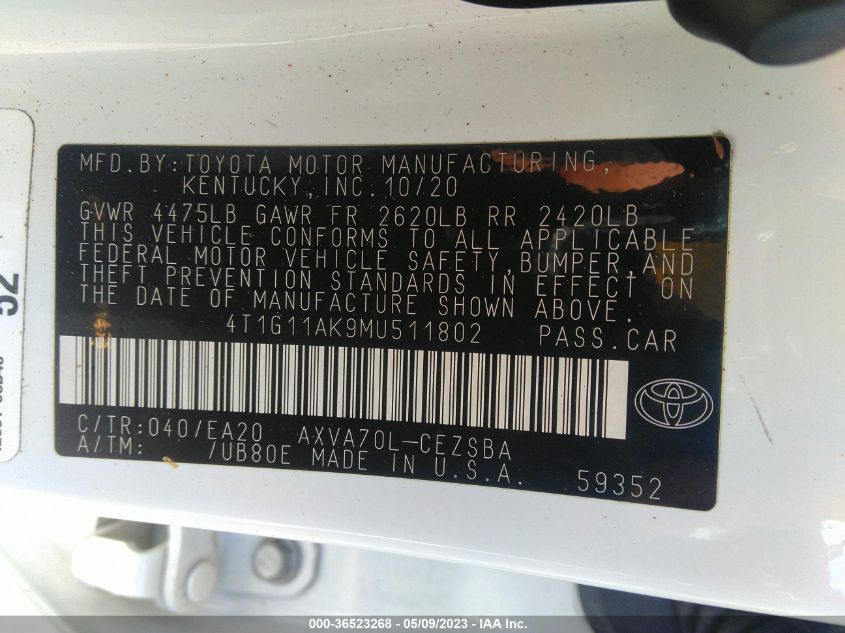 MFD.BY:TOYOTA MOTOR MANUFACTURING,
KENTUCKY,INC.10/20
GVWR 4475LB GAWR FR 2620LB RR 2420LB
THIS VEHICLE CONFORMS TO ALL APPLICABLE
FEDERAL MOTOR VEHICLE SAFETY,BUMPER,AND
THEFT PREVENTION STANDARDS IN EFFECT ON
THE DATE OF MANUFACTURE SHOWN ABOVE.
4T1G11AK9MU511802 PASS.CAR
C/TR:040/EA20 AXVA70L-CEZSBA
A/TM: /UB80E MADE IN U.S.A.
59352
52
000-36523268 - 05/09/2023 - IAA Inc.